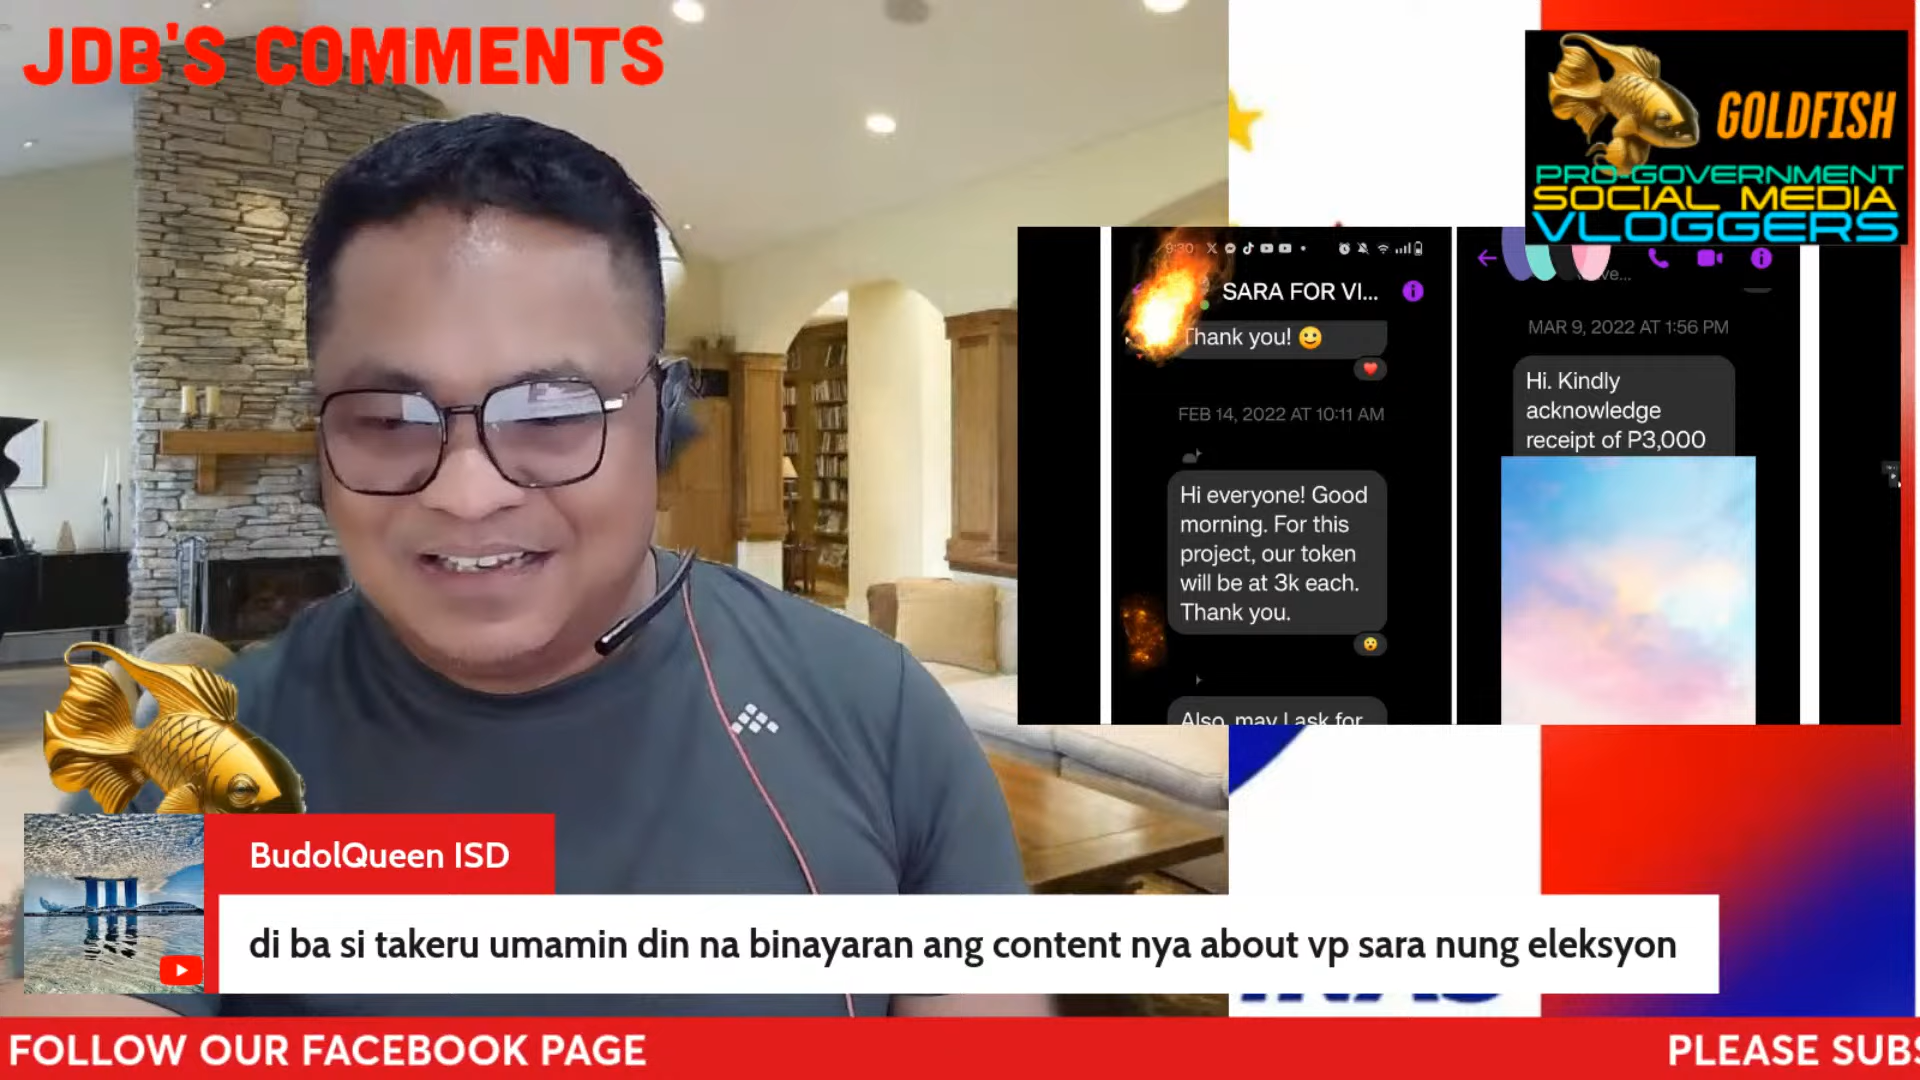 JDB'S COMMENTS
GOLDFISH
PRO-GOVERNMENT
SOCIAL MEDIA
VLOGGERS
9:30
SARA FOR VI...
Thank you! 🙂
FEB 14, 2022 AT 10:11 AM
Hi everyone! Good
morning. For this
project, our token
will be at 3k each.
Thank you.
Also, may I ask for
MAR 9, 2022 AT 1:56 PM
Hi. Kindly
acknowledge
receipt of P3,000
BudolQueen ISD
di ba si takeru umamin din na binayaran ang content nya about vp sara nung eleksyon
FOLLOW OUR FACEBOOK PAGE
PLEASE SUBS